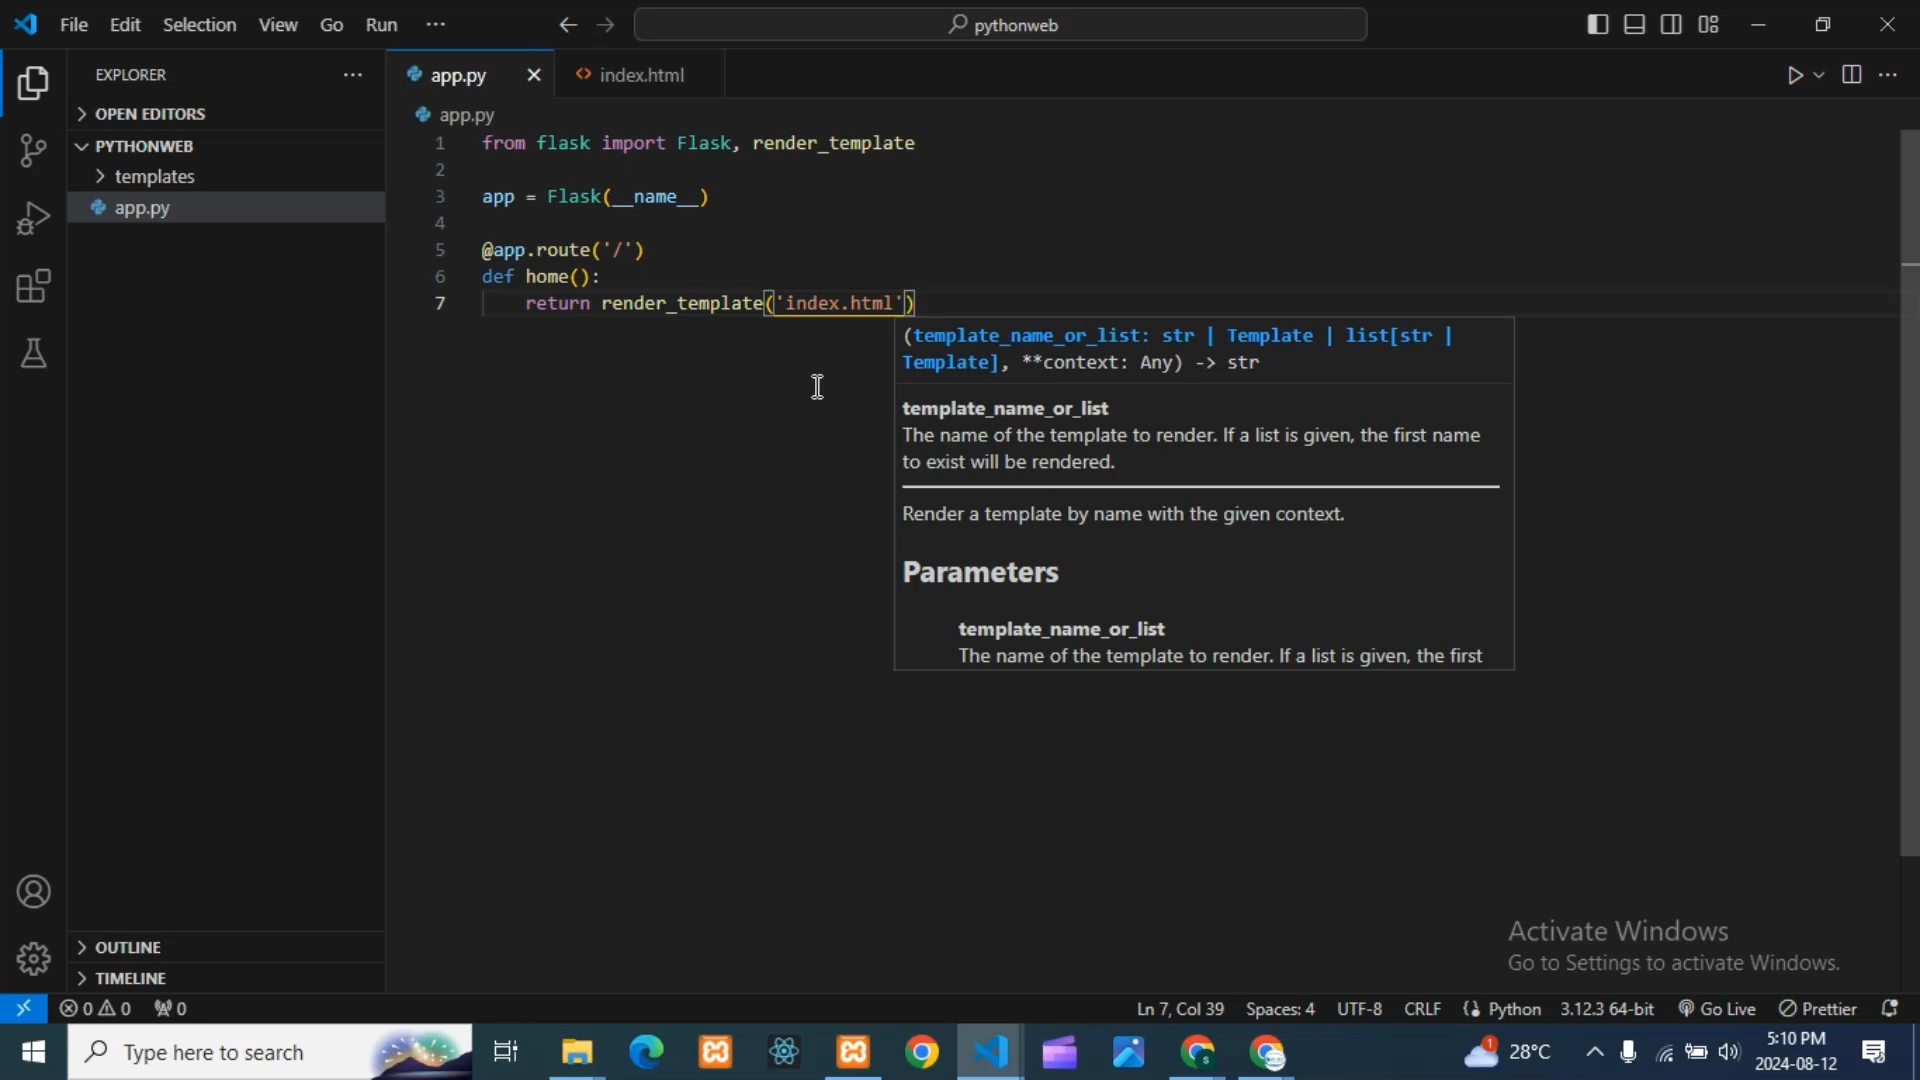 File Edit Selection View Go Run ···
pythonweb
EXPLORER ···
app.py
index.html
OPEN EDITORS
PYTHONWEB
templates
app.py
app.py
1 from flask import Flask, render_template
2
3 app = Flask(__name__)
4
5 @app.route('/')
6 def home():
7 return render_template('index.html')
(template_name_or_list: str | Template | list[str |
Template], **context: Any) -> str
template_name_or_list
The name of the template to render. If a list is given, the first name
to exist will be rendered.
Render a template by name with the given context.
Parameters
template_name_or_list
The name of the template to render. If a list is given, the first
OUTLINE
TIMELINE
Activate Windows
Go to Settings to activate Windows.
0 0 0
Ln 7, Col 39 Spaces: 4 UTF-8 CRLF {} Python 3.12.3 64-bit Go Live Prettier
Type here to search
1 28°C
5:10 PM
2024-08-12